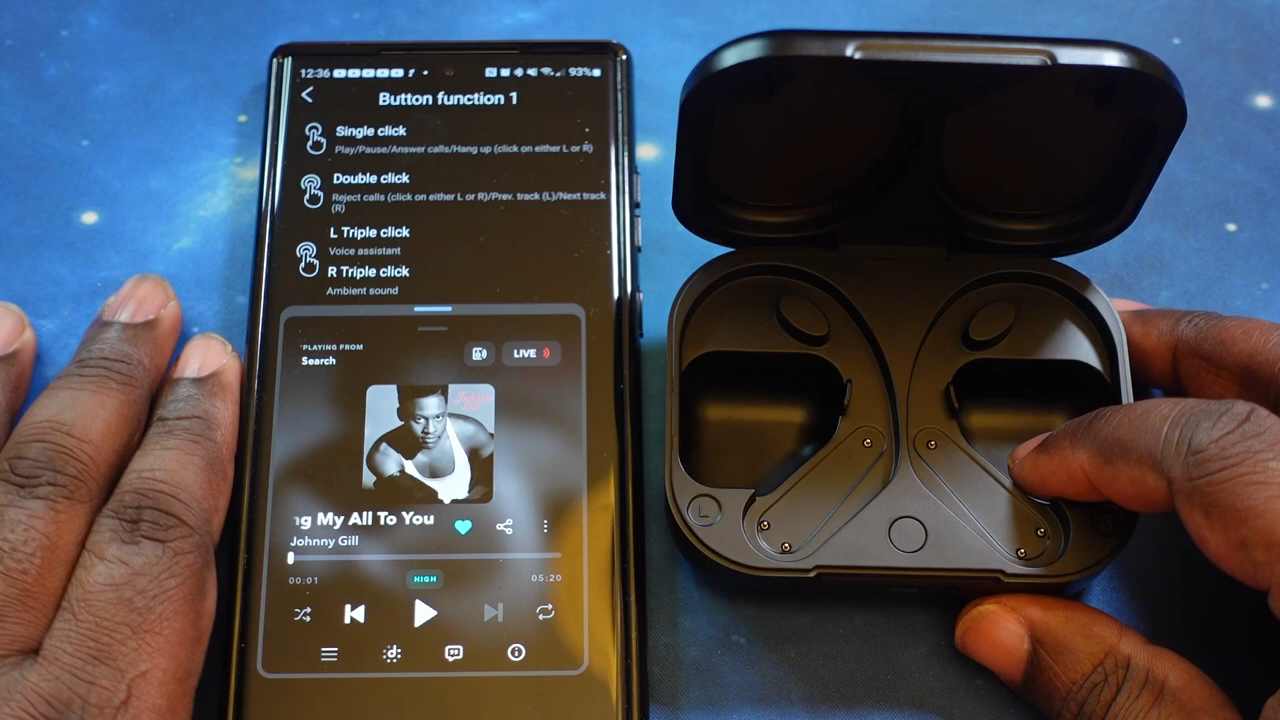 12:36
93%
Button function 1
Single click
Play/Pause/Answer calls/Hang up (click on either L or R)
Double click
Reject calls (click on either L or R)/Prev. track (L)/Next track
(R)
L Triple click
Voice assistant
R Triple click
Ambient sound
PLAYING FROM
Search
LIVE
ng My All To You
Johnny Gill
00:01
HIGH
05:20
L